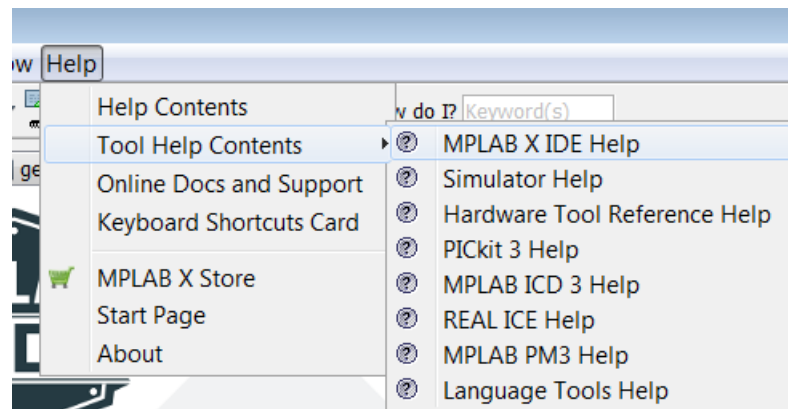 Help
Help Contents
Tool Help Contents
Online Docs and Support
Keyboard Shortcuts Card
MPLAB X Store
Start Page
About
do I? Keyword(s)
MPLAB X IDE Help
Simulator Help
Hardware Tool Reference Help
PICkit 3 Help
MPLAB ICD 3 Help
REAL ICE Help
MPLAB PM3 Help
Language Tools Help